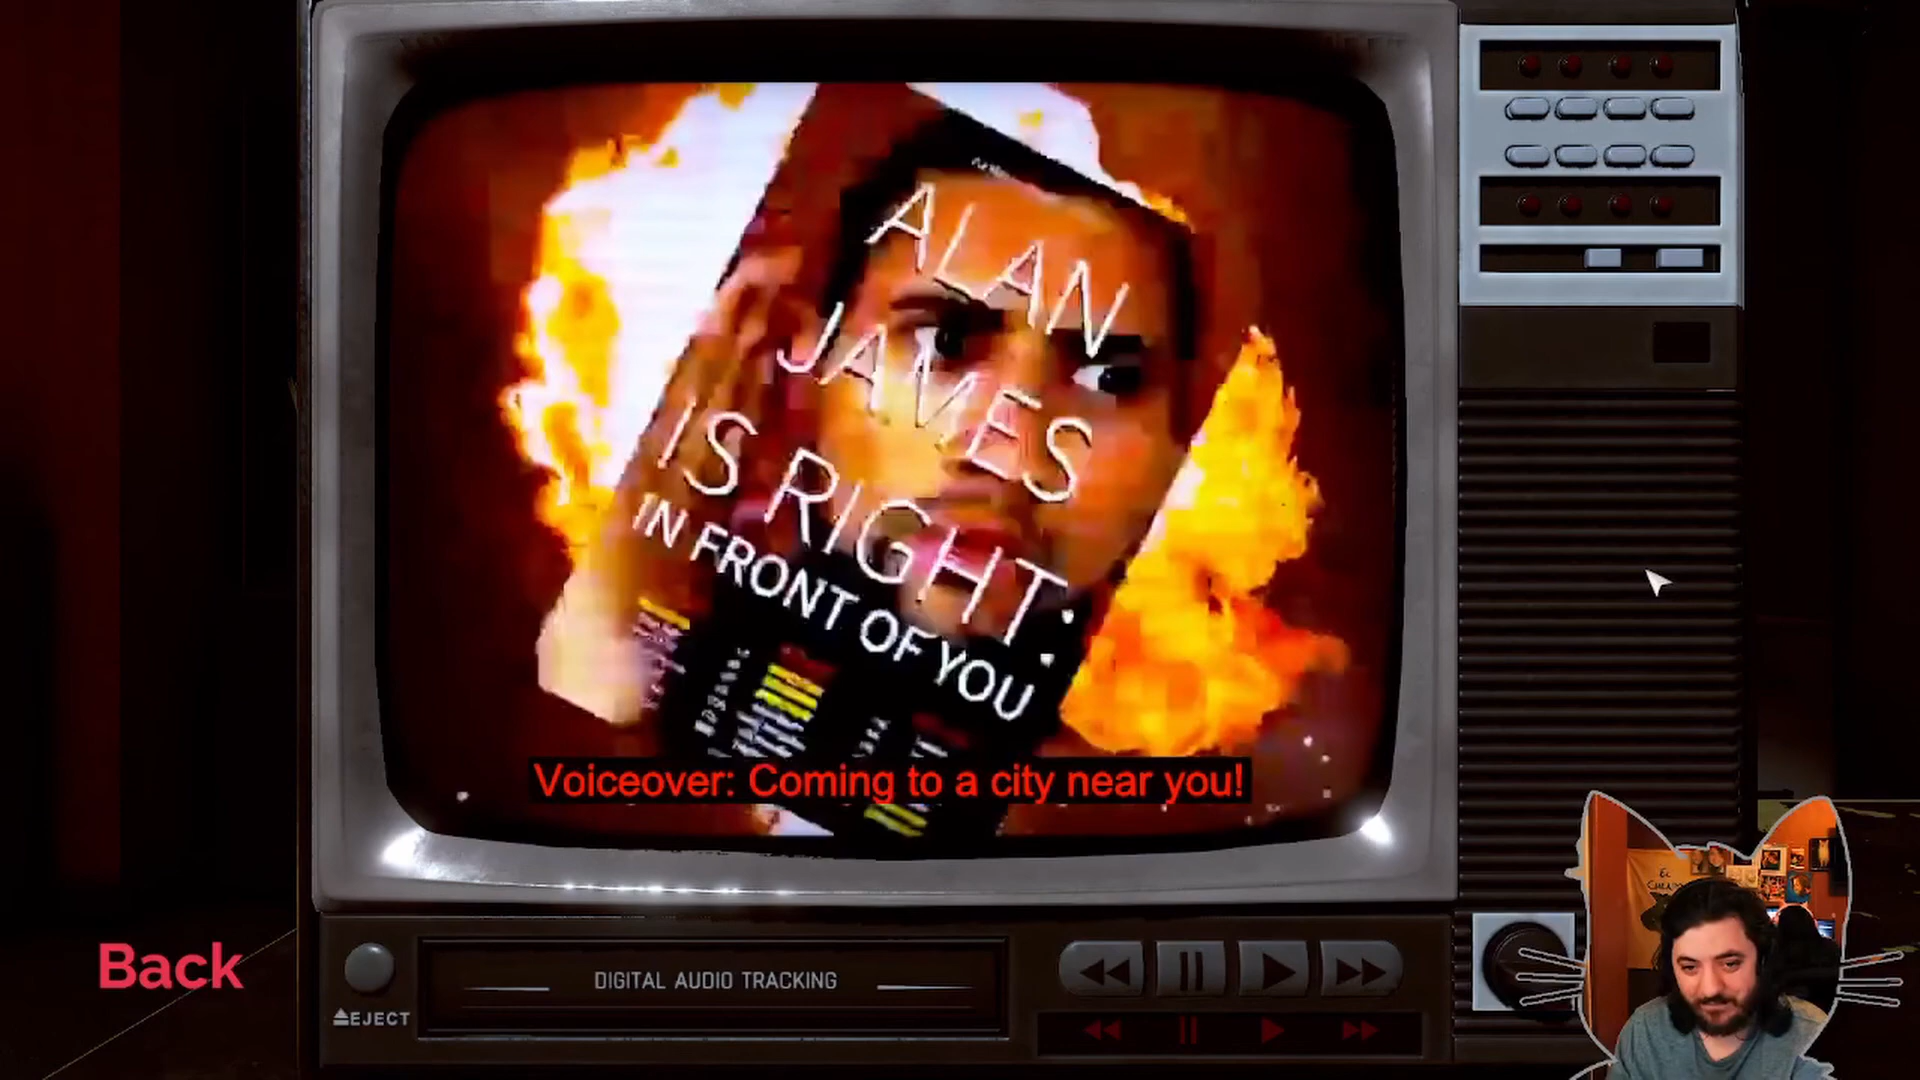 ALAN
JAMES
IS RIGHT:
IN FRONT OF YOU
Voiceover: Coming to a city near you!
Back
EJECT
DIGITAL AUDIO TRACKING
EL